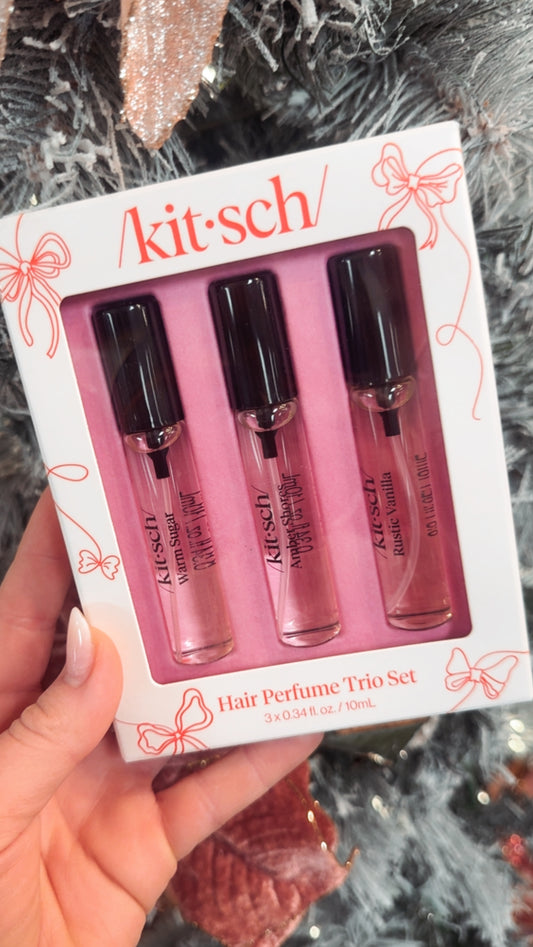 /kit·sch/
/kit·sch/
Warm Sugar
/kit·sch/
Amber Shores
/kit·sch/
Rustic Vanilla
Hair Perfume Trio Set
3 x 0.34 fl. oz. / 10mL